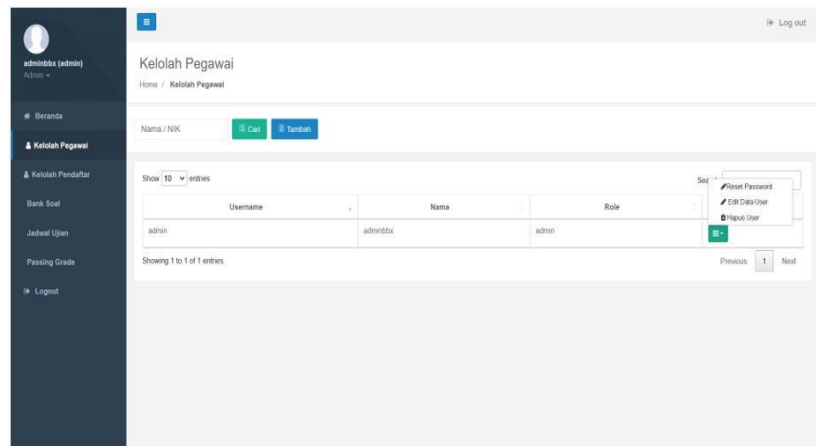 adminbbx (admin)
Admin
Log out
Kelolah Pegawai
Home / Kelolah Pegawai
Beranda
Kelolah Pegawai
Kelolah Pendaftar
Bank Soal
Jadwal Ujian
Passing Grade
Logout
Nama / NIK
Cari
Tambah
Show 10 entries
Reset Password
Edit Data User
Hapus User
Username Nama Role
admin adminbbx admin
Showing 1 to 1 of 1 entries
Previous 1 Next